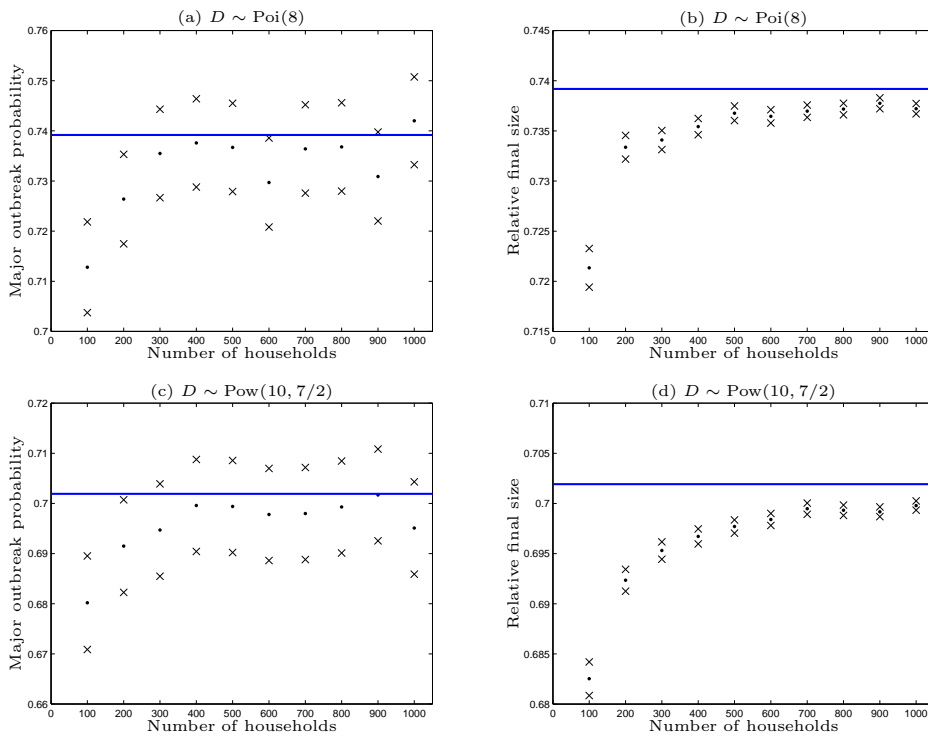 (a) D ∼ Poi(8)
Major outbreak probability
0.76
0.75
0.74
0.73
0.72
0.71
0.7
0 100 200 300 400 500 600 700 800 900 1000
Number of households
(b) D ∼ Poi(8)
Relative final size
0.745
0.74
0.735
0.73
0.725
0.72
0.715
0 100 200 300 400 500 600 700 800 900 1000
Number of households
(c) D ∼ Pow(10, 7/2)
Major outbreak probability
0.72
0.71
0.7
0.69
0.68
0.67
0.66
0 100 200 300 400 500 600 700 800 900 1000
Number of households
(d) D ∼ Pow(10, 7/2)
Relative final size
0.71
0.705
0.7
0.695
0.69
0.685
0.68
0 100 200 300 400 500 600 700 800 900 1000
Number of households